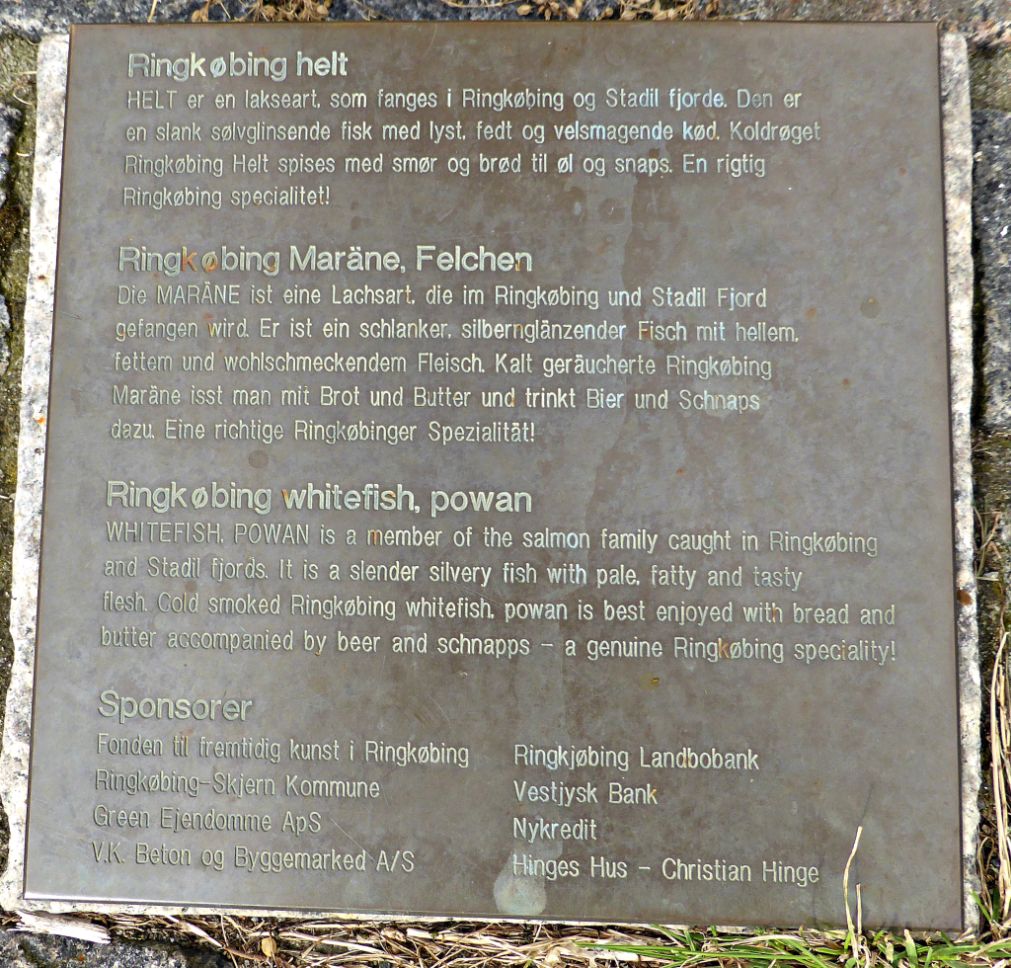 Ringkøbing helt
HELT er en lakseart, som fanges i Ringkøbing og Stadil fjorde. Den er
en slank sølvglinsende fisk med lyst, fedt og velsmagende kød. Koldrøget
Ringkøbing Helt spises med smør og brød til øl og snaps. En rigtig
Ringkøbing specialitet!
Ringkøbing Maräne, Felchen
Die MARÄNE ist eine Lachsart, die im Ringkøbing und Stadil Fjord
gefangen wird. Er ist ein schlanker, silbernglänzender Fisch mit hellem,
fettem und wohlschmeckendem Fleisch. Kalt geräucherte Ringkøbing
Maräne isst man mit Brot und Butter und trinkt Bier und Schnaps
dazu. Eine richtige Ringkøbinger Spezialität!
Ringkøbing whitefish, powan
WHITEFISH, POWAN is a member of the salmon family caught in Ringkøbing
and Stadil fjords. It is a slender silvery fish with pale, fatty and tasty
flesh. Cold smoked Ringkøbing whitefish, powan is best enjoyed with bread and
butter accompanied by beer and schnapps - a genuine Ringkøbing speciality!
Sponsorer
Fonden til fremtidig kunst i Ringkøbing
Ringkøbing-Skjern Kommune
Green Ejendomme ApS
V.K. Beton og Byggemarked A/S
Ringkjøbing Landbobank
Vestjysk Bank
Nykredit
Hinges Hus - Christian Hinge